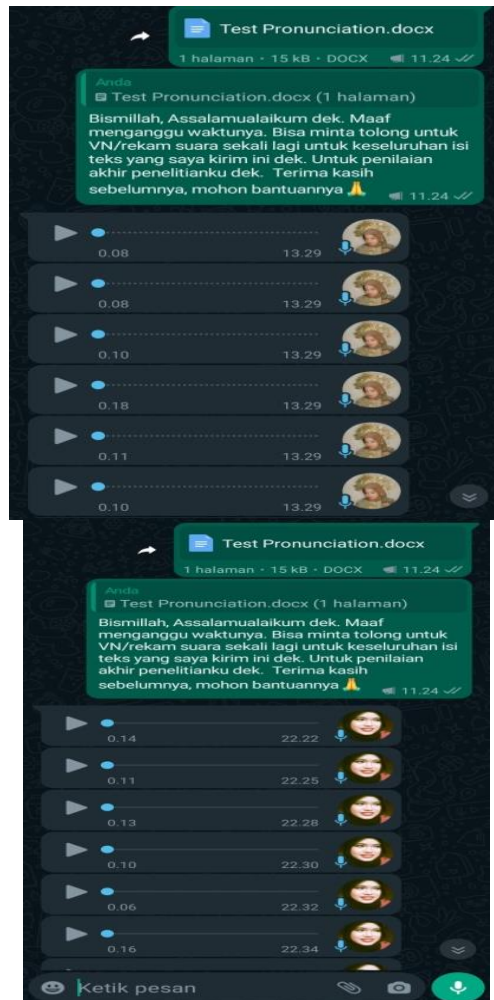 Test Pronunciation.docx
1 halaman • 15 kB • DOCX 11.24
Anda
Test Pronunciation.docx (1 halaman)
Bismillah, Assalamualaikum dek. Maaf
menganggu waktunya. Bisa minta tolong untuk
VN/rekam suara sekali lagi untuk keseluruhan isi
teks yang saya kirim ini dek. Untuk penilaian
akhir penelitianku dek. Terima kasih
sebelumnya, mohon bantuannya 🙏 11.24
0.08 13.29
0.08 13.29
0.10 13.29
0.18 13.29
0.11 13.29
0.10 13.29
Test Pronunciation.docx
1 halaman • 15 kB • DOCX 11.24
Anda
Test Pronunciation.docx (1 halaman)
Bismillah, Assalamualaikum dek. Maaf
menganggu waktunya. Bisa minta tolong untuk
VN/rekam suara sekali lagi untuk keseluruhan isi
teks yang saya kirim ini dek. Untuk penilaian
akhir penelitianku dek. Terima kasih
sebelumnya, mohon bantuannya 🙏 11.24
0.14 22.22
0.11 22.25
0.13 22.28
0.10 22.30
0.06 22.32
0.16 22.34
Ketik pesan